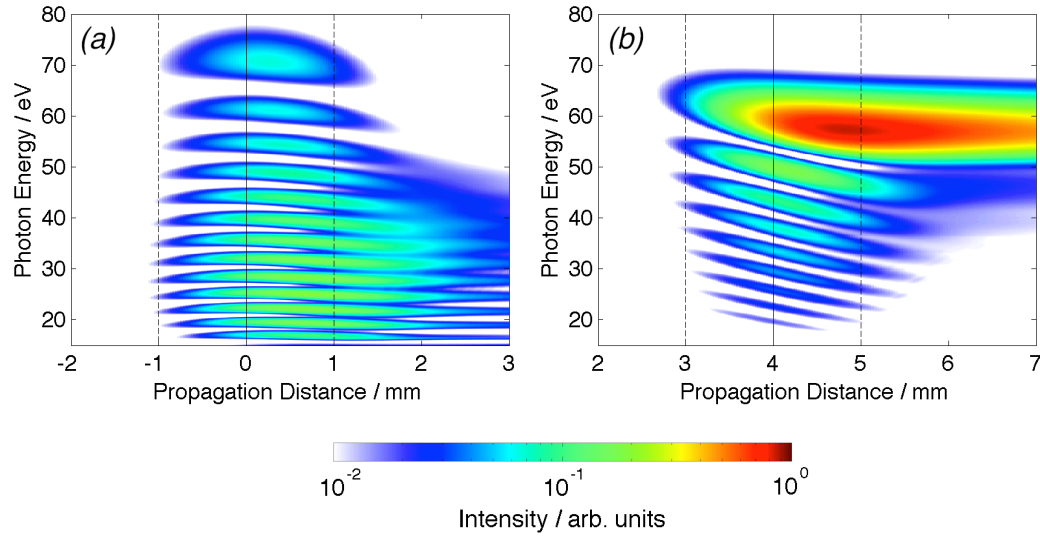 (a)
80
70
60
50
40
30
20
Photon Energy / eV
-2 -1 0 1 2 3
Propagation Distance / mm
(b)
80
70
60
50
40
30
20
Photon Energy / eV
2 3 4 5 6 7
Propagation Distance / mm
10⁻² 10⁻¹ 10⁰
Intensity / arb. units